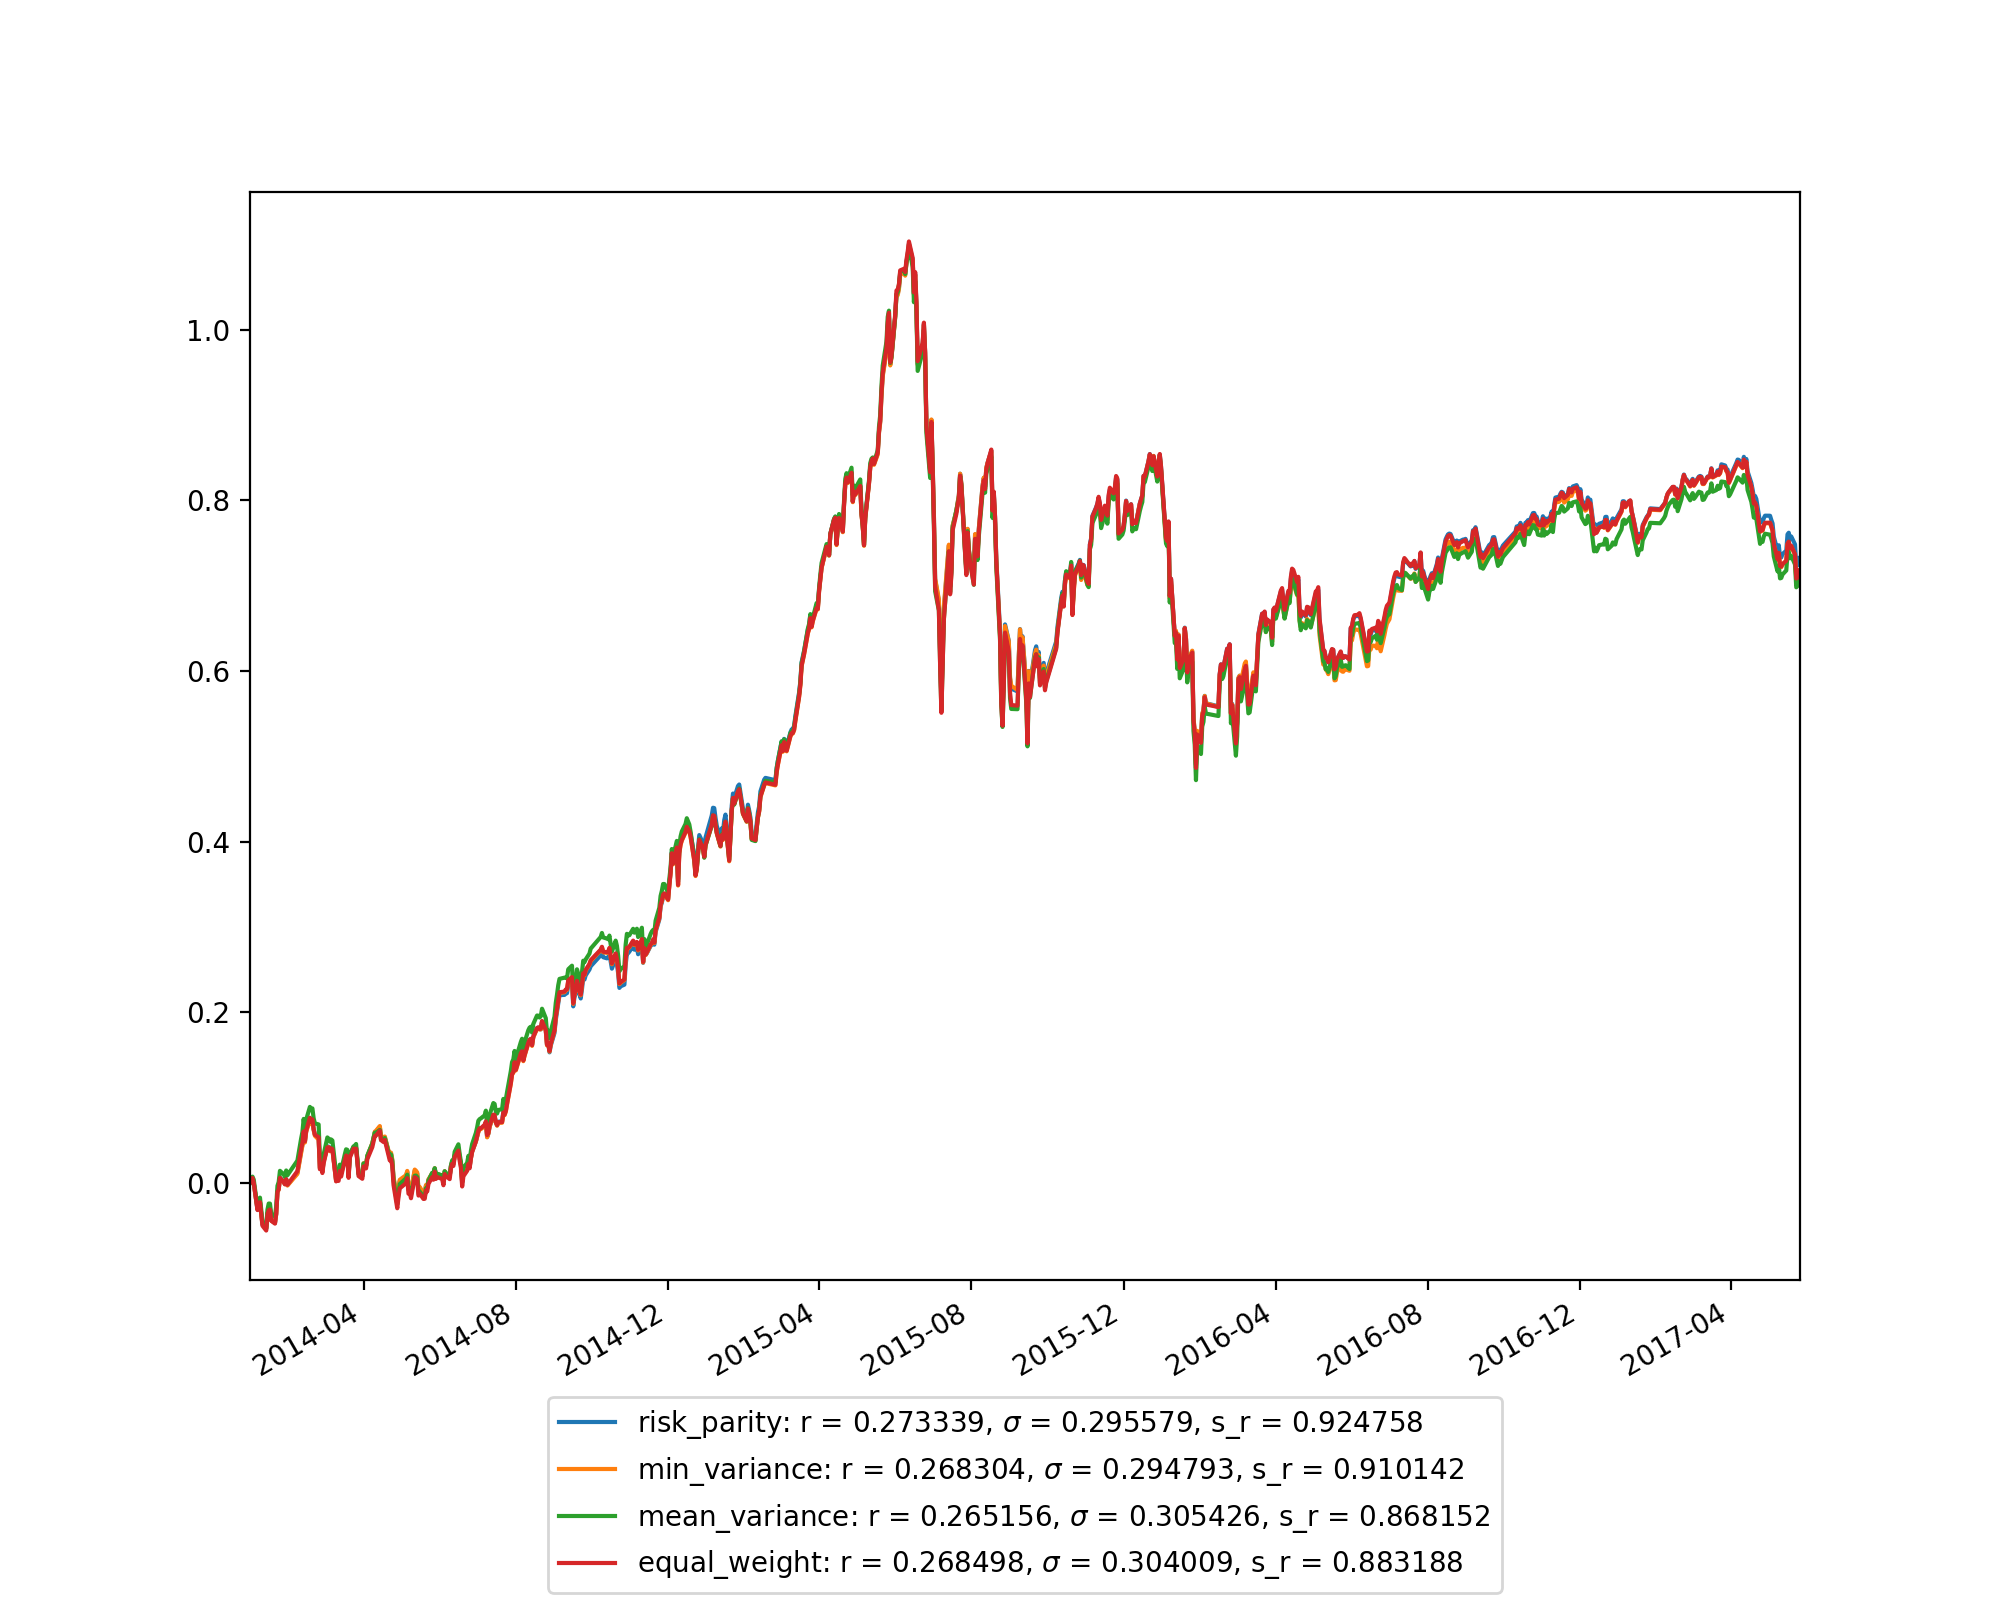 1.0
0.8
0.6
0.4
0.2
0.0
2014-04 2014-08 2014-12 2015-04 2015-08 2015-12 2016-04 2016-08 2016-12 2017-04
risk_parity: r = 0.273339, σ = 0.295579, s_r = 0.924758
min_variance: r = 0.268304, σ = 0.294793, s_r = 0.910142
mean_variance: r = 0.265156, σ = 0.305426, s_r = 0.868152
equal_weight: r = 0.268498, σ = 0.304009, s_r = 0.883188